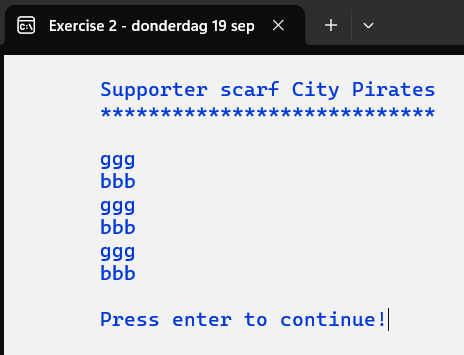 Exercise 2 - donderdag 19 sep
Supporter scarf City Pirates
****************************
ggg
bbb
ggg
bbb
ggg
bbb
Press enter to continue!